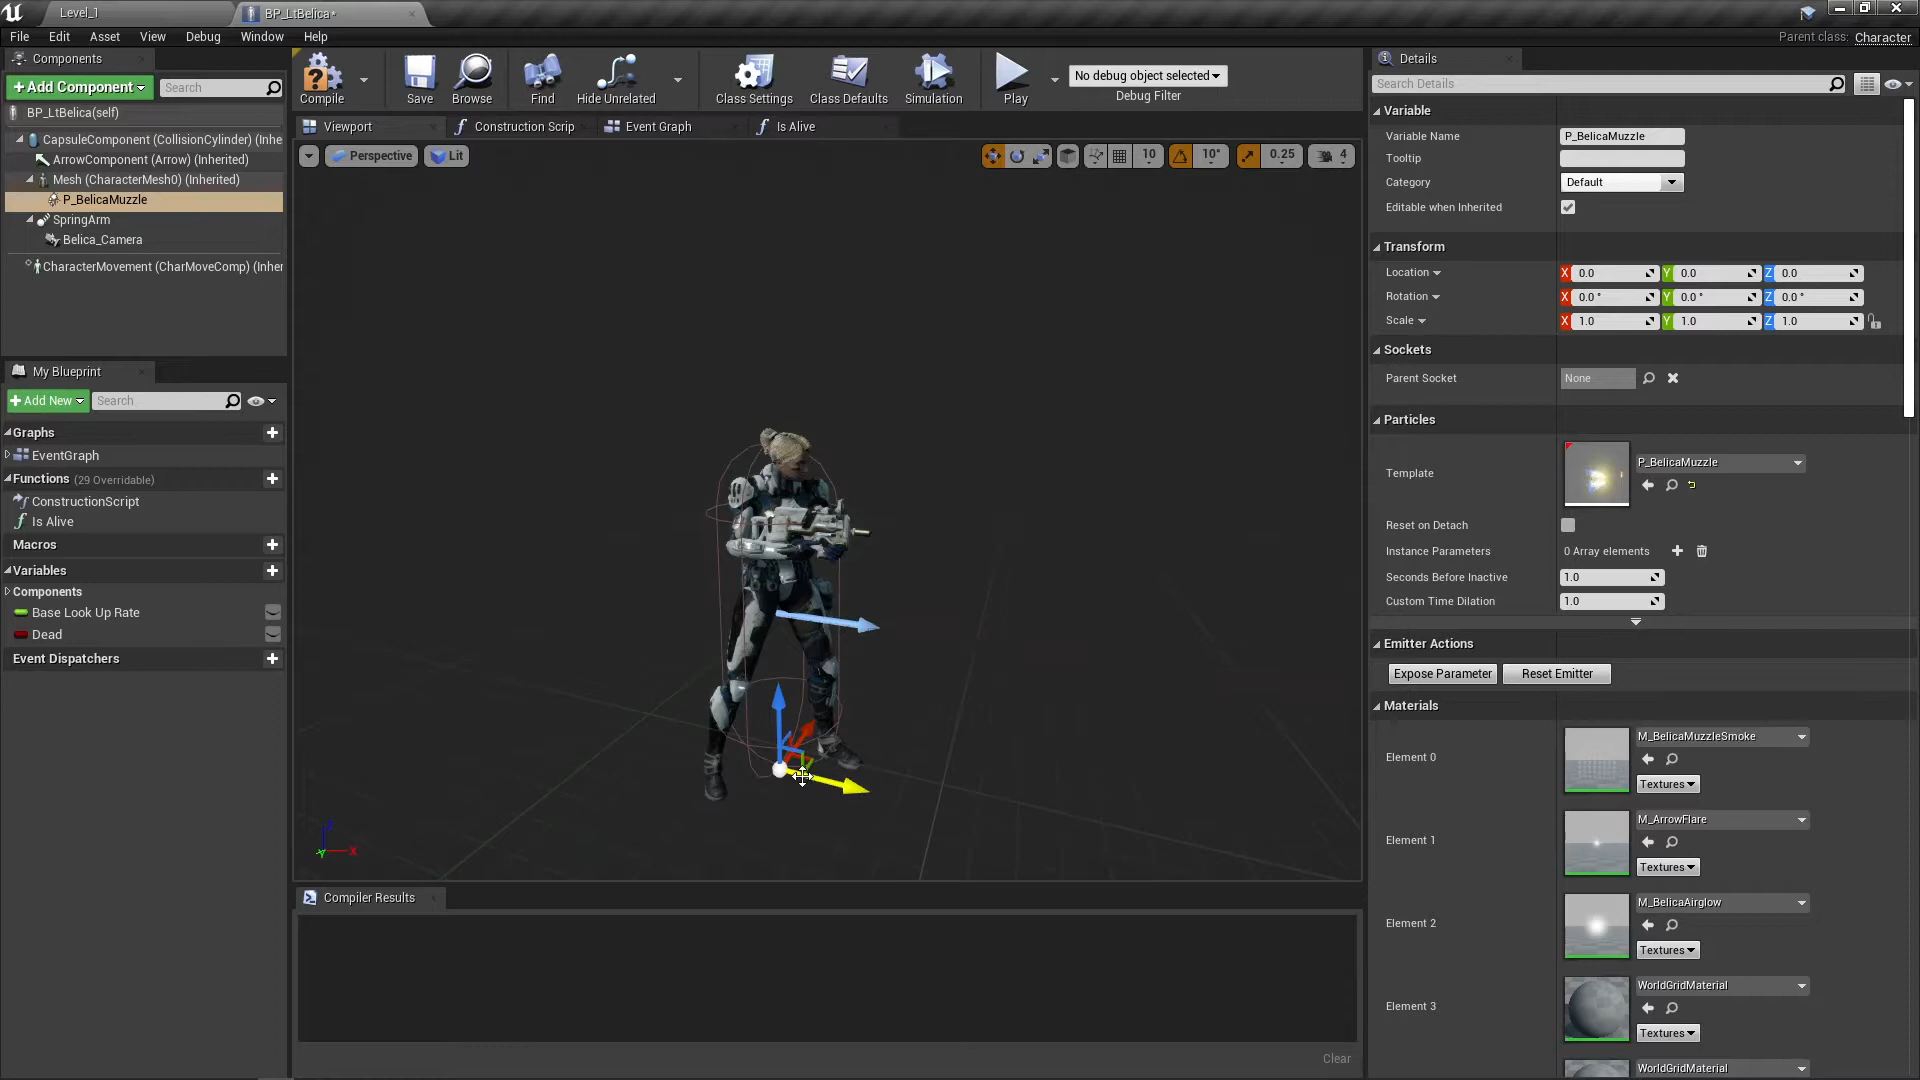 Level_1
BP_LtBelica*
File Edit Asset View Debug Window Help
Parent class: Character
Components
+Add Component
Search
BP_LtBelica(self)
CapsuleComponent (CollisionCylinder) (Inhe
ArrowComponent (Arrow) (Inherited)
Mesh (CharacterMesh0) (Inherited)
P_BelicaMuzzle
SpringArm
Belica_Camera
CharacterMovement (CharMoveComp) (Inher
My Blueprint
+Add New
Search
Graphs
EventGraph
Functions (29 Overridable)
ConstructionScript
Is Alive
Macros
Variables
Components
Base Look Up Rate
Dead
Event Dispatchers
Compile
Save
Browse
Find
Hide Unrelated
Class Settings
Class Defaults
Simulation
Play
No debug object selected
Debug Filter
Viewport
Construction Scrip
Event Graph
Is Alive
Perspective
Lit
10
10°
0.25
4
Z
X
Y
Compiler Results
Clear
Details
Search Details
Variable
Variable Name P_BelicaMuzzle
Tooltip
Category Default
Editable when Inherited
Transform
Location X 0.0 Y 0.0 Z 0.0
Rotation X 0.0 ° Y 0.0 ° Z 0.0 °
Scale X 1.0 Y 1.0 Z 1.0
Sockets
Parent Socket None
Particles
Template P_BelicaMuzzle
Reset on Detach
Instance Parameters 0 Array elements
Seconds Before Inactive 1.0
Custom Time Dilation 1.0
Emitter Actions
Expose Parameter Reset Emitter
Materials
Element 0 M_BelicaMuzzleSmoke
Textures
Element 1 M_ArrowFlare
Textures
Element 2 M_BelicaAirglow
Textures
Element 3 WorldGridMaterial
Textures
WorldGridMaterial